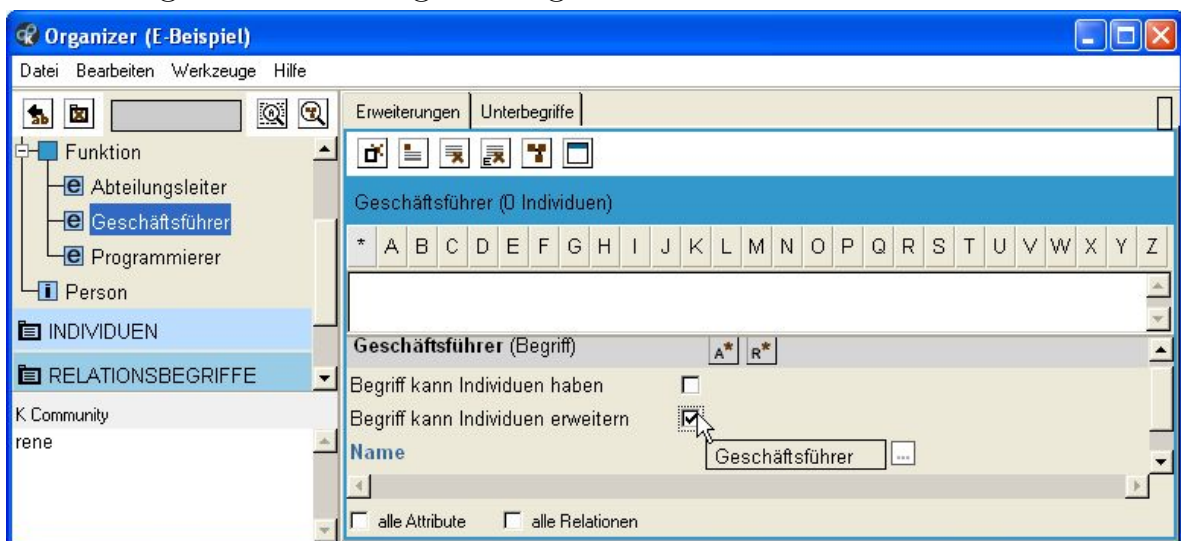 Organizer (E-Beispiel)
Datei Bearbeiten Werkzeuge Hilfe
Funktion
Abteilungsleiter
Geschäftsführer
Programmierer
Person
INDIVIDUEN
RELATIONSBEGRIFFE
K Community
rene
Erweiterungen Unterbegriffe
Geschäftsführer (0 Individuen)
* A B C D E F G H I J K L M N O P Q R S T U V W X Y Z
Geschäftsführer (Begriff) A* R*
Begriff kann Individuen haben
Begriff kann Individuen erweitern
Name Geschäftsführer ...
alle Attribute alle Relationen